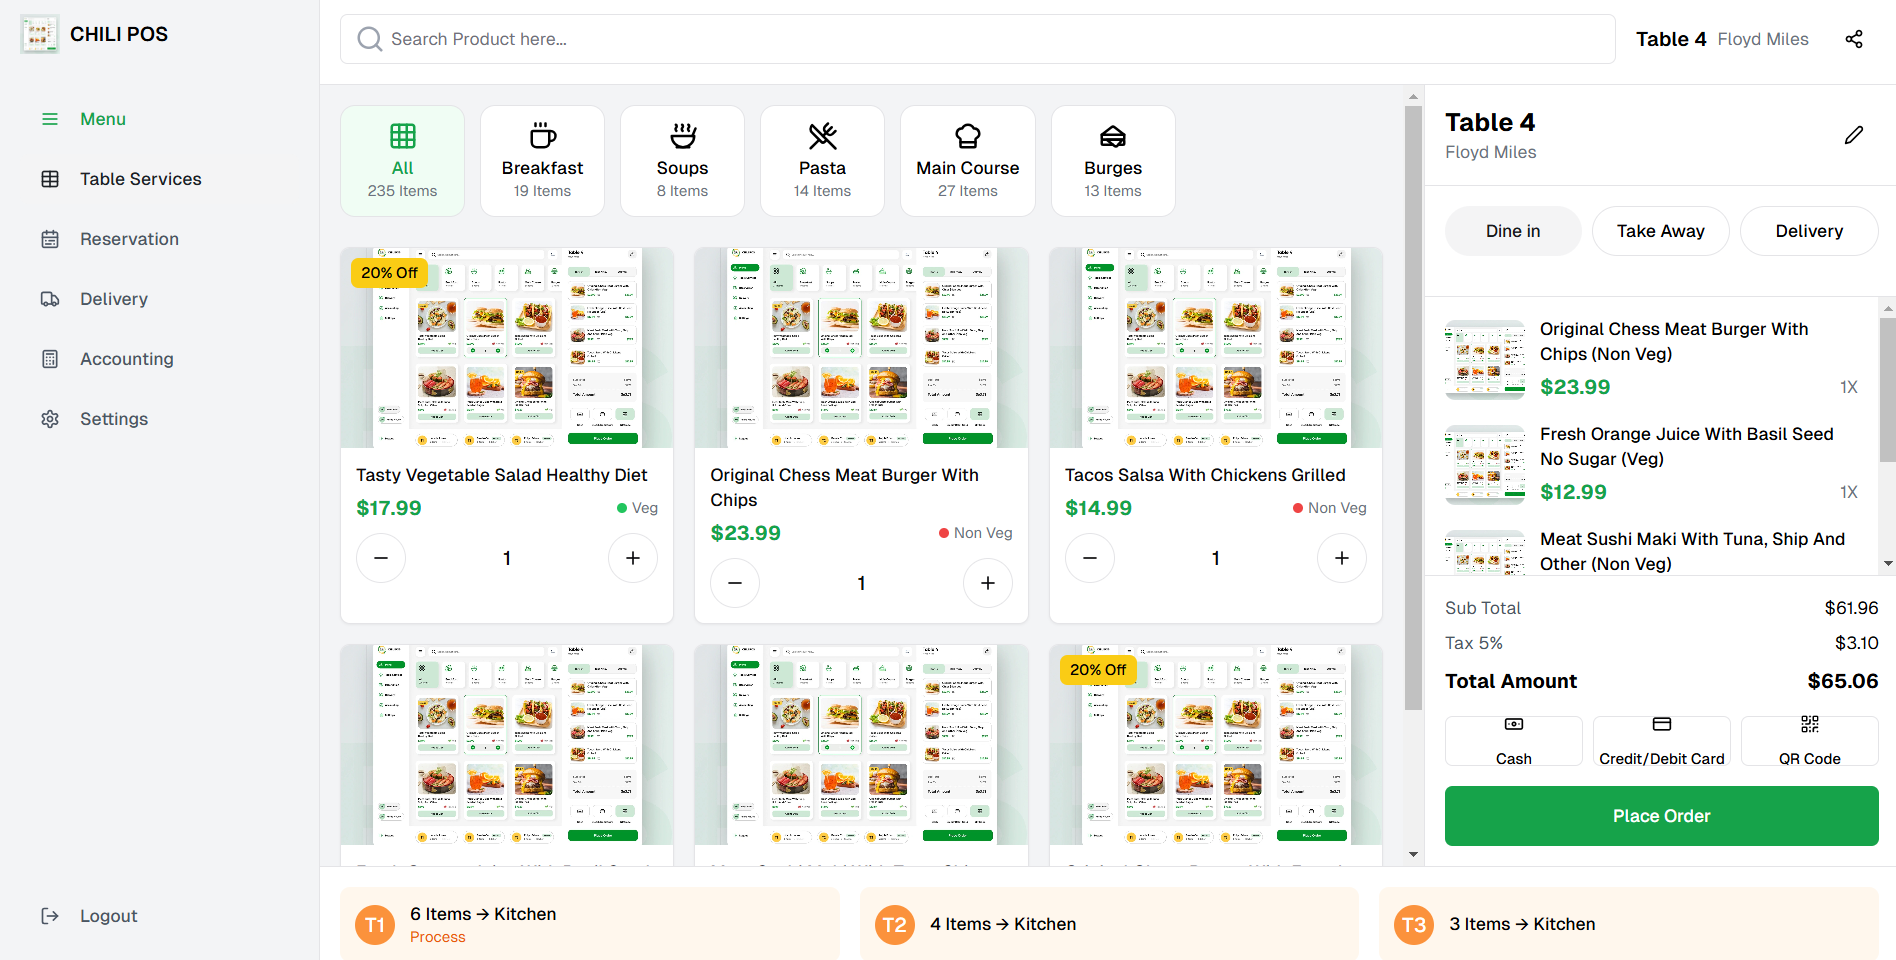 CHILI POS
Search Product here...
Table 4 Floyd Miles
Menu
Table Services
Reservation
Delivery
Accounting
Settings
Logout
All
235 Items
Breakfast
19 Items
Soups
8 Items
Pasta
14 Items
Main Course
27 Items
Burges
13 Items
20% Off
Tasty Vegetable Salad Healthy Diet
$17.99
Veg
1
Original Chess Meat Burger With
Chips
$23.99
Non Veg
1
Tacos Salsa With Chickens Grilled
$14.99
Non Veg
1
20% Off
Table 4
Floyd Miles
Dine in
Take Away
Delivery
Original Chess Meat Burger With
Chips (Non Veg)
$23.99
1X
Fresh Orange Juice With Basil Seed
No Sugar (Veg)
$12.99
1X
Meat Sushi Maki With Tuna, Ship And
Other (Non Veg)
Sub Total
$61.96
Tax 5%
$3.10
Total Amount
$65.06
Cash
Credit/Debit Card
QR Code
Place Order
T1
6 Items → Kitchen
Process
T2
4 Items → Kitchen
T3
3 Items → Kitchen